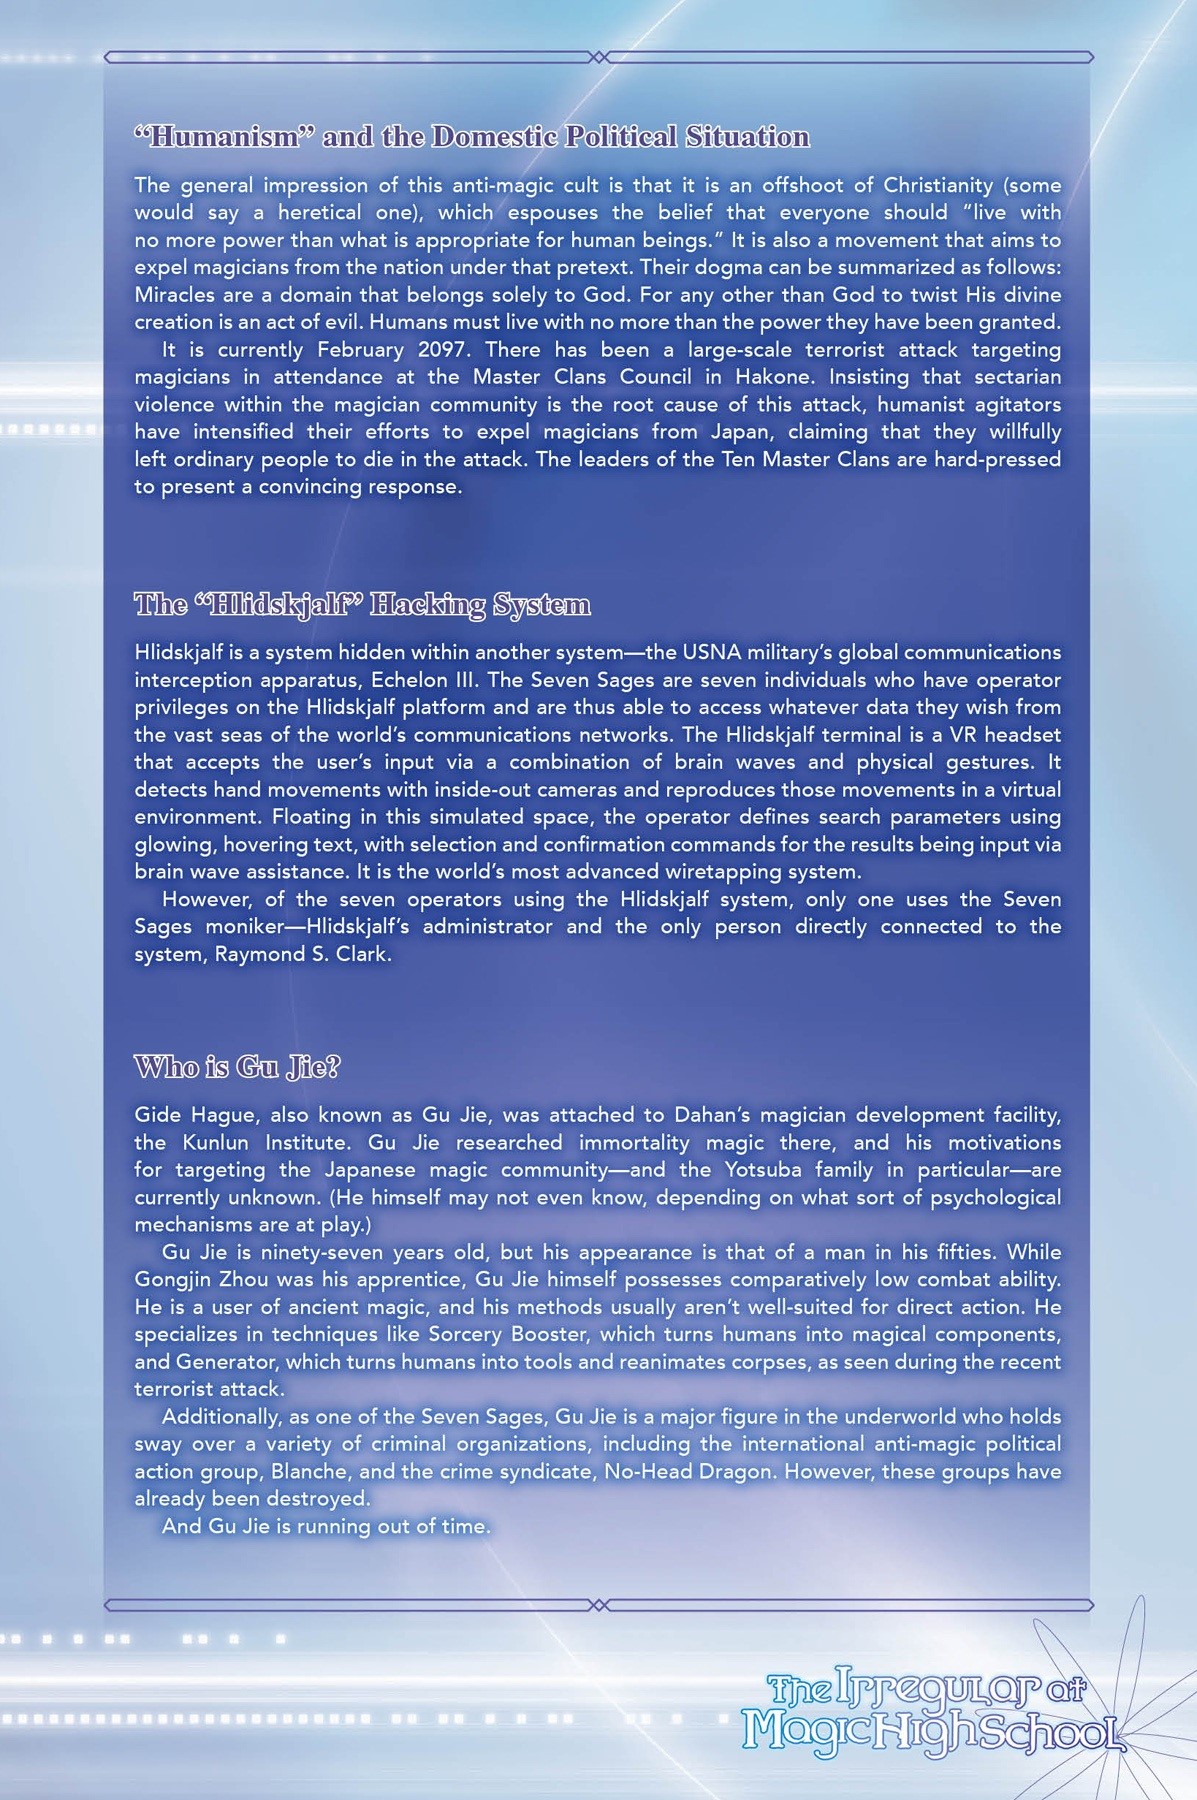 “Humanism” and the Domestic Political Situation
The general impression of this anti-magic cult is that it is an offshoot of Christianity (some
would say a heretical one), which espouses the belief that everyone should “live with
no more power than what is appropriate for human beings.” It is also a movement that aims to
expel magicians from the nation under that pretext. Their dogma can be summarized as follows:
Miracles are a domain that belongs solely to God. For any other than God to twist His divine
creation is an act of evil. Humans must live with no more than the power they have been granted.
It is currently February 2097. There has been a large-scale terrorist attack targeting
magicians in attendance at the Master Clans Council in Hakone. Insisting that sectarian
violence within the magician community is the root cause of this attack, humanist agitators
have intensified their efforts to expel magicians from Japan, claiming that they willfully
left ordinary people to die in the attack. The leaders of the Ten Master Clans are hard-pressed
to present a convincing response.
The “Hlidskjalf” Hacking System
Hlidskjalf is a system hidden within another system—the USNA military’s global communications
interception apparatus, Echelon III. The Seven Sages are seven individuals who have operator
privileges on the Hlidskjalf platform and are thus able to access whatever data they wish from
the vast seas of the world’s communications networks. The Hlidskjalf terminal is a VR headset
that accepts the user’s input via a combination of brain waves and physical gestures. It
detects hand movements with inside-out cameras and reproduces those movements in a virtual
environment. Floating in this simulated space, the operator defines search parameters using
glowing, hovering text, with selection and confirmation commands for the results being input via
brain wave assistance. It is the world’s most advanced wiretapping system.
However, of the seven operators using the Hlidskjalf system, only one uses the Seven
Sages moniker—Hlidskjalf’s administrator and the only person directly connected to the
system, Raymond S. Clark.
Who is Gu Jie?
Gide Hague, also known as Gu Jie, was attached to Dahan’s magician development facility,
the Kunlun Institute. Gu Jie researched immortality magic there, and his motivations
for targeting the Japanese magic community—and the Yotsuba family in particular—are
currently unknown. (He himself may not even know, depending on what sort of psychological
mechanisms are at play.)
Gu Jie is ninety-seven years old, but his appearance is that of a man in his fifties. While
Gongjin Zhou was his apprentice, Gu Jie himself possesses comparatively low combat ability.
He is a user of ancient magic, and his methods usually aren’t well-suited for direct action. He
specializes in techniques like Sorcery Booster, which turns humans into magical components,
and Generator, which turns humans into tools and reanimates corpses, as seen during the recent
terrorist attack.
Additionally, as one of the Seven Sages, Gu Jie is a major figure in the underworld who holds
sway over a variety of criminal organizations, including the international anti-magic political
action group, Blanche, and the crime syndicate, No-Head Dragon. However, these groups have
already been destroyed.
And Gu Jie is running out of time.
The Irregular at
Magic High School